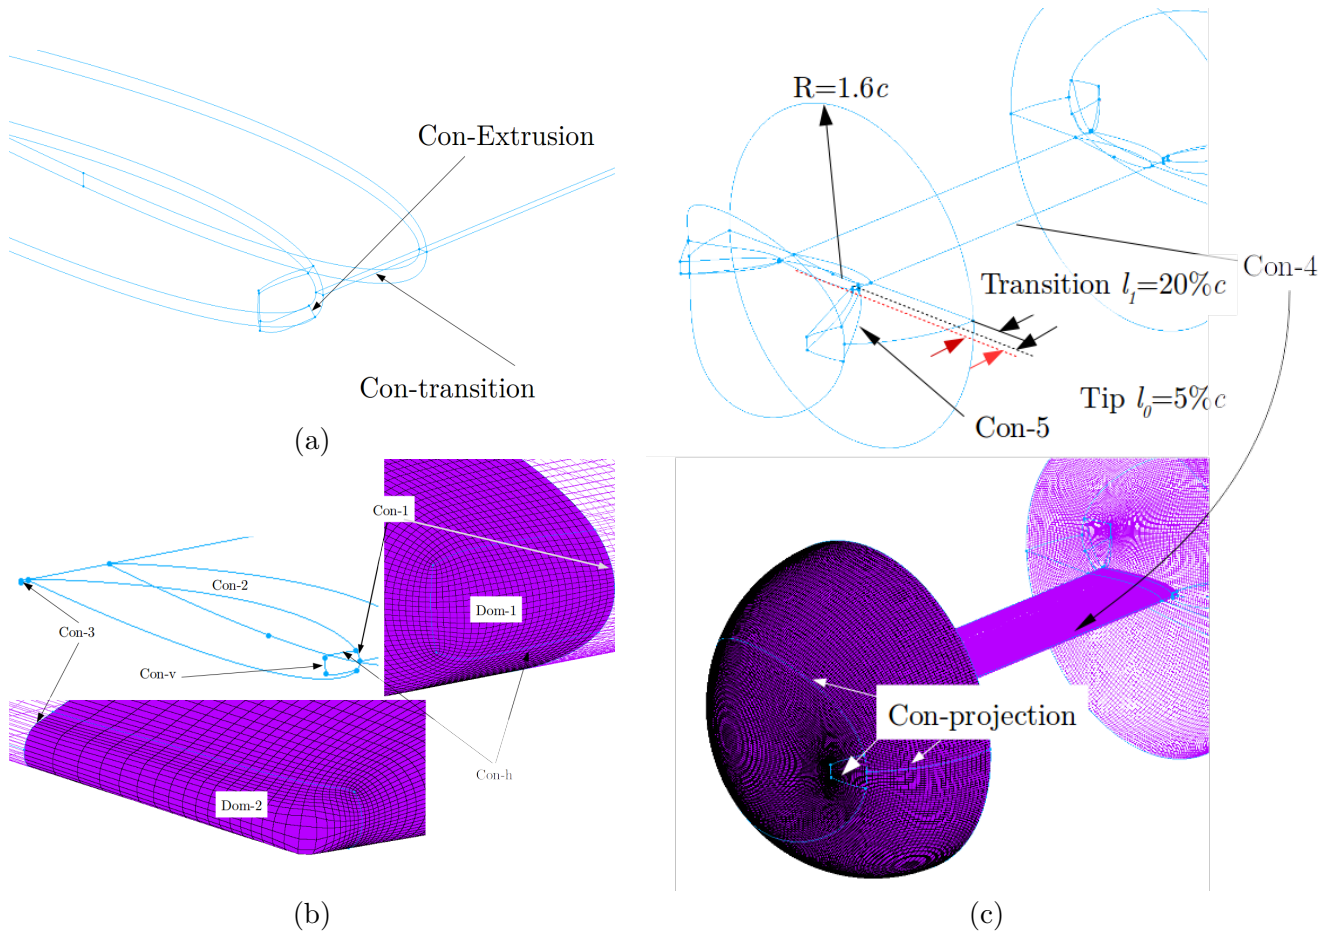 Con-Extrusion
Con-transition
(a)
R=1.6c
Con-4
Transition l₁=20%c
Tip l₀=5%c
Con-5
Con-1
Con-2
Dom-1
Con-3
Con-v
Con-h
Dom-2
(b)
Con-projection
(c)